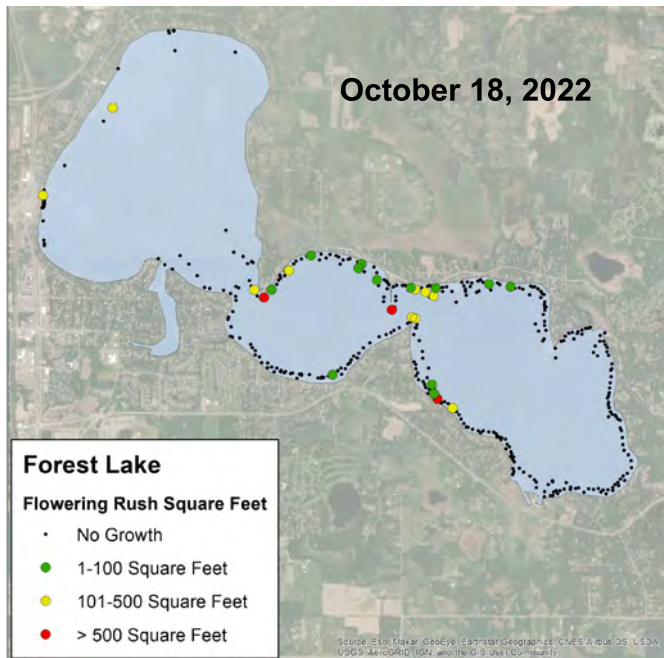 October 18, 2022
Forest Lake
Flowering Rush Square Feet
No Growth
1-100 Square Feet
101-500 Square Feet
> 500 Square Feet
Source: Esri, Maxar, GeoEye, Earthstar Geographics, CNES/Airbus DS, USDA,
USGS, AeroGRID, IGN, and the GIS User Community